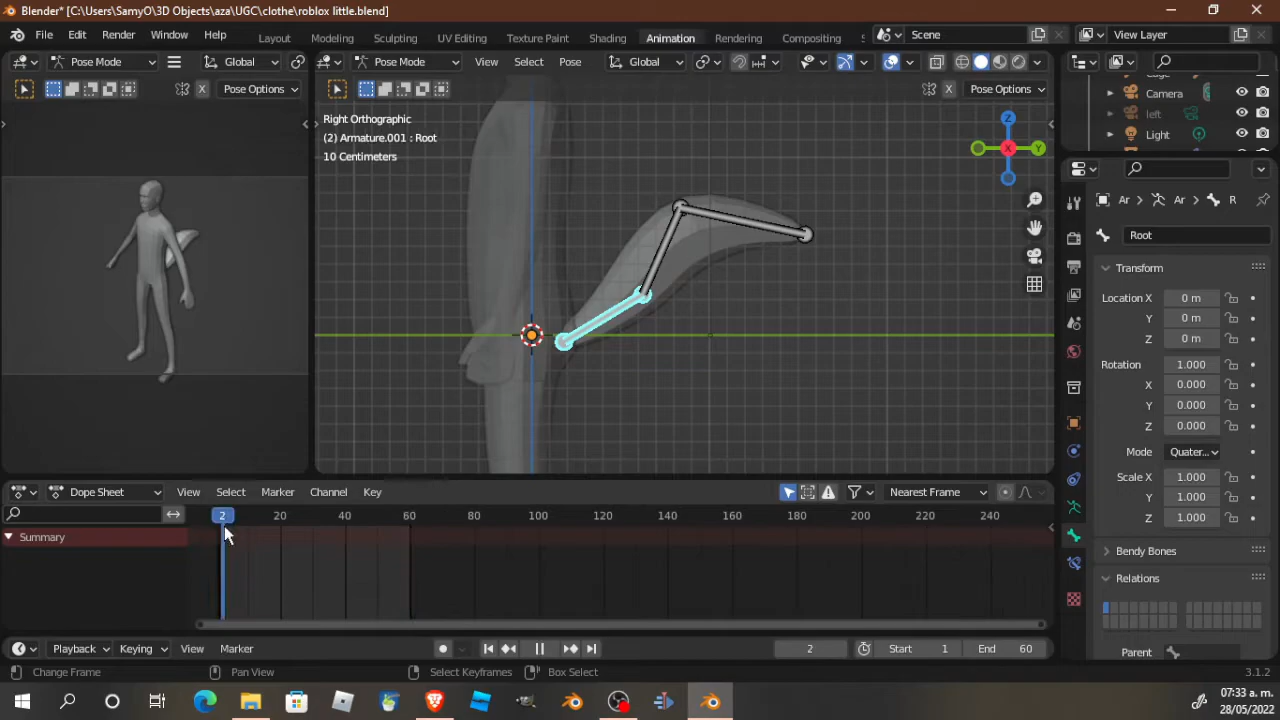 Blender* [C:\Users\SamyO\3D Objects\aza\UGC\clothe\roblox little.blend]
File Edit Render Window Help Layout Modeling Sculpting UV Editing Texture Paint Shading Animation Rendering Compositing Scene View Layer
Pose Mode Global Pose Mode View Select Pose Global
Pose Options Pose Options
Camera
left
Light
Right Orthographic
(2) Armature.001 : Root
10 Centimeters
Z
Y
X
Ar Ar R
Root
Transform
Location X 0 m
Y 0 m
Z 0 m
Rotation 1.000
X 0.000
Y 0.000
Z 0.000
Mode Quater...
Scale X 1.000
Y 1.000
Z 1.000
Bendy Bones
Relations
Parent
Dope Sheet View Select Marker Channel Key Nearest Frame
2 20 40 60 80 100 120 140 160 180 200 220 240
Summary
Playback Keying View Marker 2 Start 1 End 60
Change Frame Pan View Select Keyframes Box Select 3.1.2
07:33 a. m.
28/05/2022